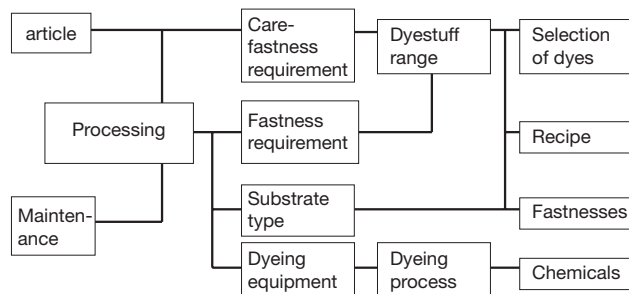 article
Care-
fastness
requirement
Dyestuff
range
Selection
of dyes
Processing
Fastness
requirement
Recipe
Mainten-
ance
Substrate
type
Fastnesses
Dyeing
equipment
Dyeing
process
Chemicals